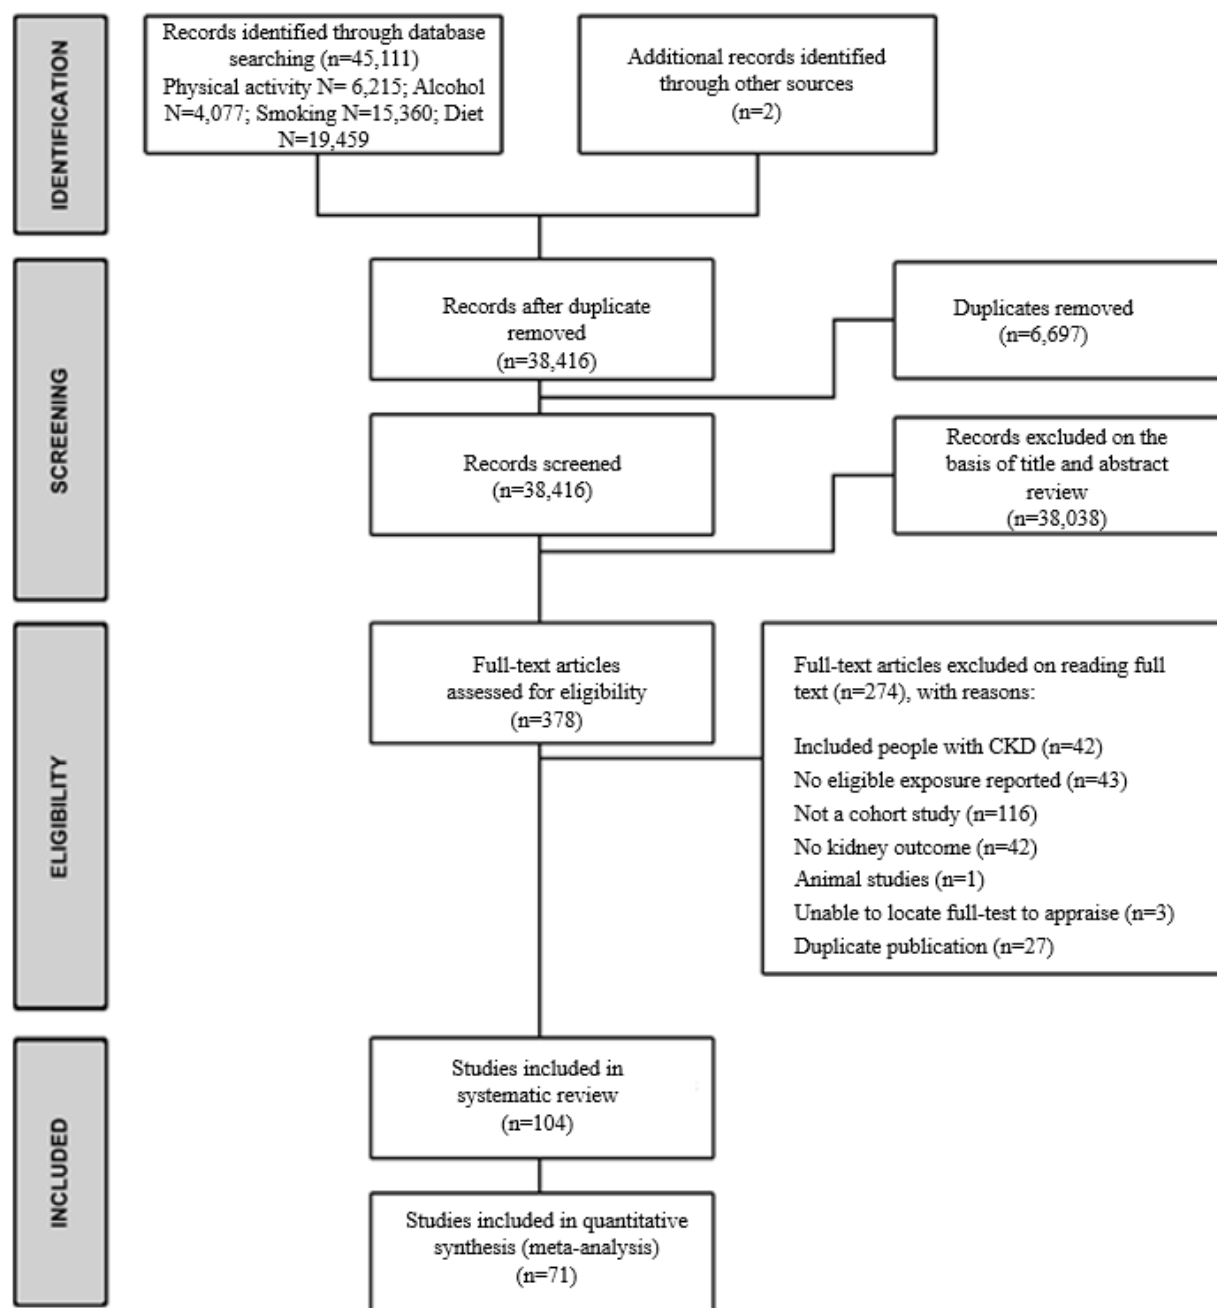 IDENTIFICATION
Records identified through database
searching (n=45,111)
Physical activity N= 6,215; Alcohol
N=4,077; Smoking N=15,360; Diet
N=19,459
Additional records identified
through other sources
(n=2)
SCREENING
Records after duplicate
removed
(n=38,416)
Duplicates removed
(n=6,697)
Records screened
(n=38,416)
Records excluded on the
basis of title and abstract
review
(n=38,038)
ELIGIBILITY
Full-text articles
assessed for eligibility
(n=378)
Full-text articles excluded on reading full
text (n=274), with reasons:
Included people with CKD (n=42)
No eligible exposure reported (n=43)
Not a cohort study (n=116)
No kidney outcome (n=42)
Animal studies (n=1)
Unable to locate full-test to appraise (n=3)
Duplicate publication (n=27)
INCLUDED
Studies included in
systematic review
(n=104)
Studies included in quantitative
synthesis (meta-analysis)
(n=71)